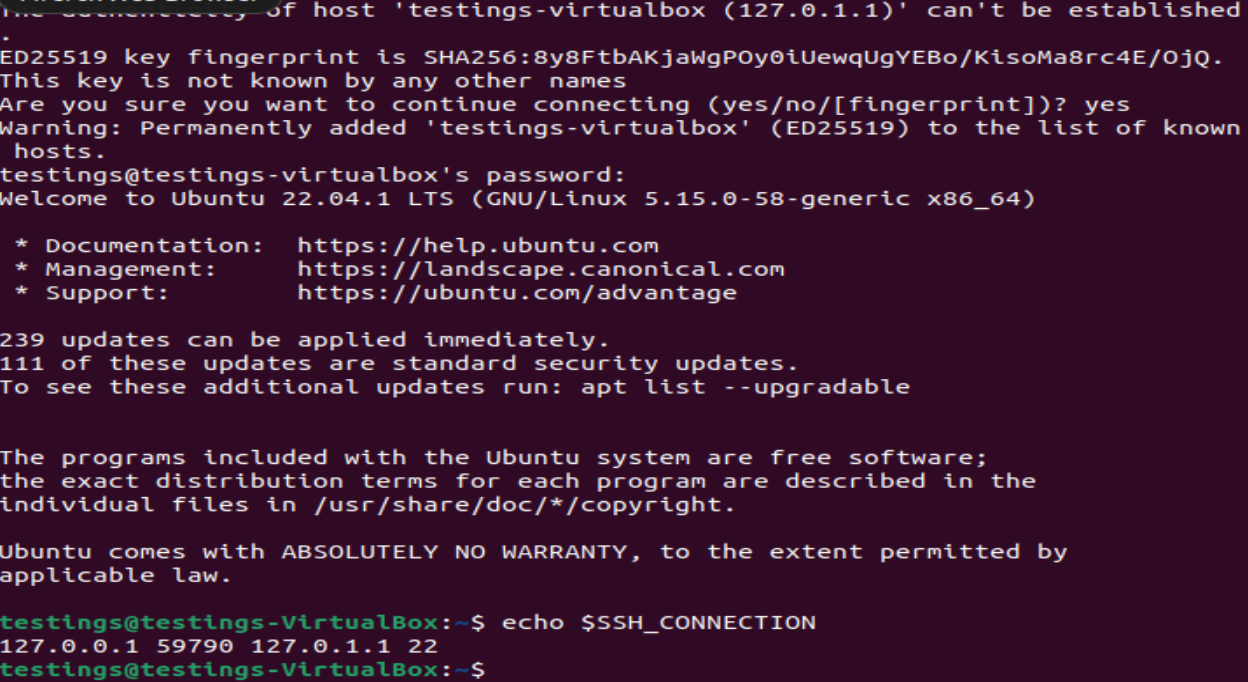 of host 'testings-virtualbox (127.0.1.1)' can't be established
.
ED25519 key fingerprint is SHA256:8y8FtbAKjaWgPOy0iUewqUgYEBo/KisoMa8rc4E/OjQ.
This key is not known by any other names
Are you sure you want to continue connecting (yes/no/[fingerprint])? yes
Warning: Permanently added 'testings-virtualbox' (ED25519) to the list of known
 hosts.
testings@testings-virtualbox's password:
Welcome to Ubuntu 22.04.1 LTS (GNU/Linux 5.15.0-58-generic x86_64)

 * Documentation:  https://help.ubuntu.com
 * Management:     https://landscape.canonical.com
 * Support:        https://ubuntu.com/advantage

239 updates can be applied immediately.
111 of these updates are standard security updates.
To see these additional updates run: apt list --upgradable


The programs included with the Ubuntu system are free software;
the exact distribution terms for each program are described in the
individual files in /usr/share/doc/*/copyright.

Ubuntu comes with ABSOLUTELY NO WARRANTY, to the extent permitted by
applicable law.

testings@testings-VirtualBox:~$ echo $SSH_CONNECTION
127.0.0.1 59790 127.0.1.1 22
testings@testings-VirtualBox:~$